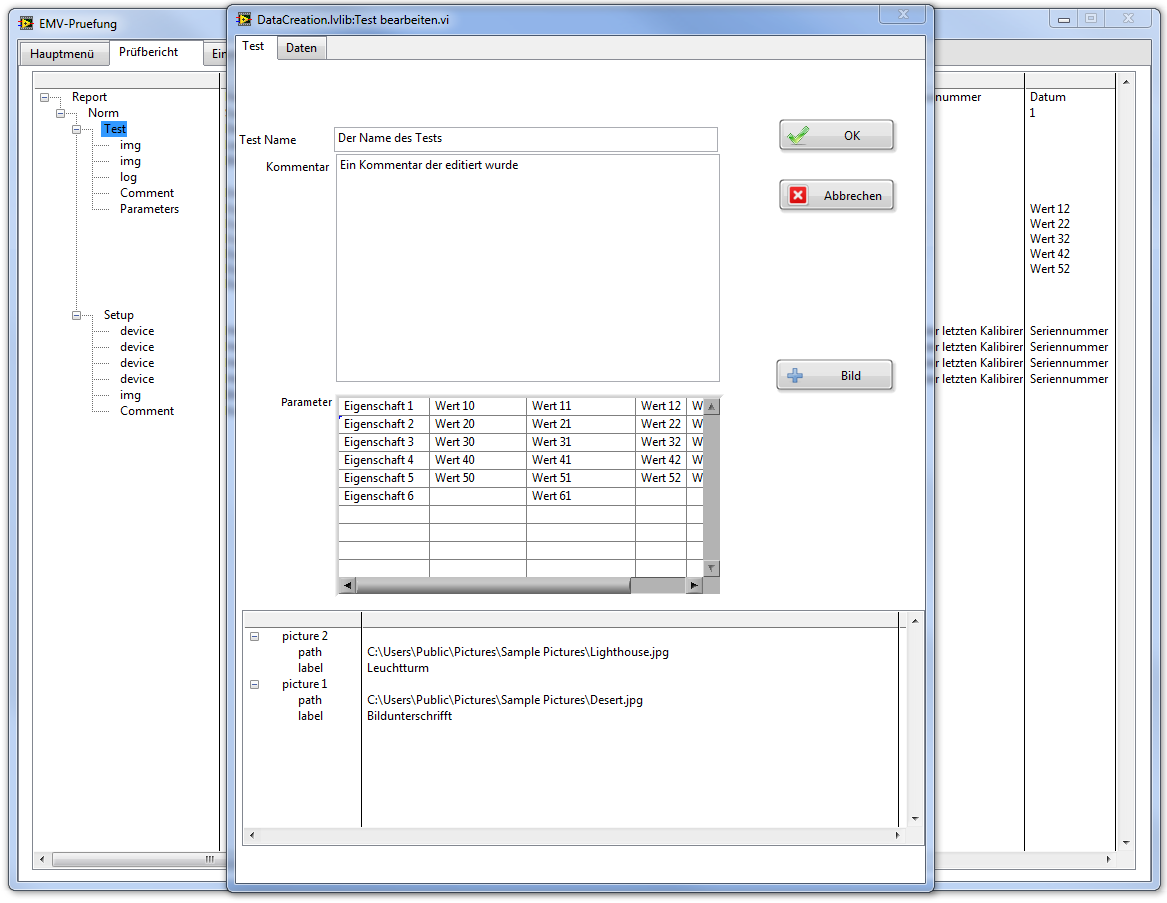 EMV-Pruefung
Hauptmenü
Prüfbericht
Report
Norm
Test
img
img
log
Comment
Parameters
Setup
device
device
device
device
img
Comment
DataCreation.lvlib:Test bearbeiten.vi
Test
Daten
Test Name
Der Name des Tests
OK
Kommentar
Ein Kommentar der editiert wurde
Abbrechen
Bild
Parameter
Eigenschaft 1 Wert 10 Wert 11 Wert 12 W
Eigenschaft 2 Wert 20 Wert 21 Wert 22 W
Eigenschaft 3 Wert 30 Wert 31 Wert 32 W
Eigenschaft 4 Wert 40 Wert 41 Wert 42 W
Eigenschaft 5 Wert 50 Wert 51 Wert 52 W
Eigenschaft 6 Wert 61
picture 2
path C:\Users\Public\Pictures\Sample Pictures\Lighthouse.jpg
label Leuchtturm
picture 1
path C:\Users\Public\Pictures\Sample Pictures\Desert.jpg
label Bildunterschrifft
nummer Datum
1
Wert 12
Wert 22
Wert 32
Wert 42
Wert 52
r letzten Kalibrier Seriennummer
r letzten Kalibrier Seriennummer
r letzten Kalibrier Seriennummer
r letzten Kalibrier Seriennummer